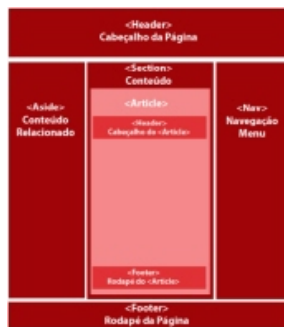 <Header>
Cabeçalho da Página
<Aside>
Conteúdo
Relacionado
<Section>
Conteúdo
<Article>
<Header>
Cabeçalho do <Article>
<Footer>
Rodapé do <Article>
<Nav>
Navegação
Menu
<Footer>
Rodapé da Página